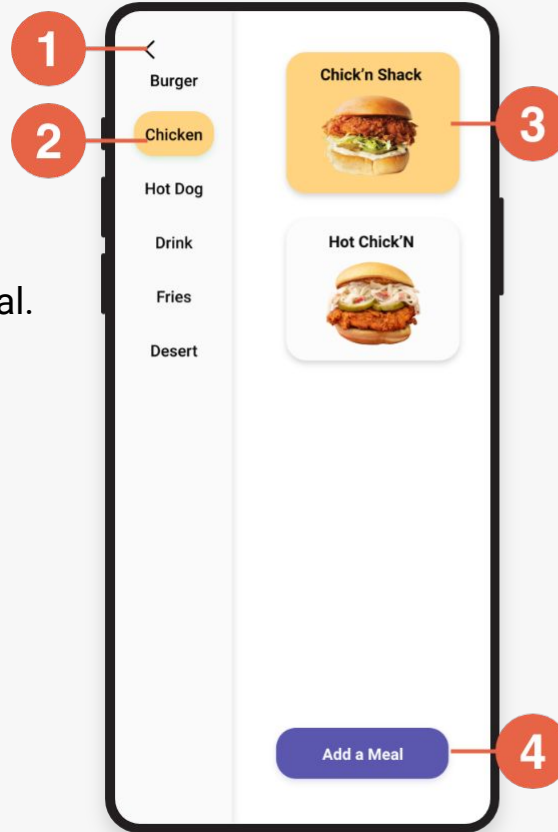 1
Burger
2
Chicken
Hot Dog
Drink
Fries
Desert
al.
Chick'n Shack
3
Hot Chick'N
Add a Meal
4